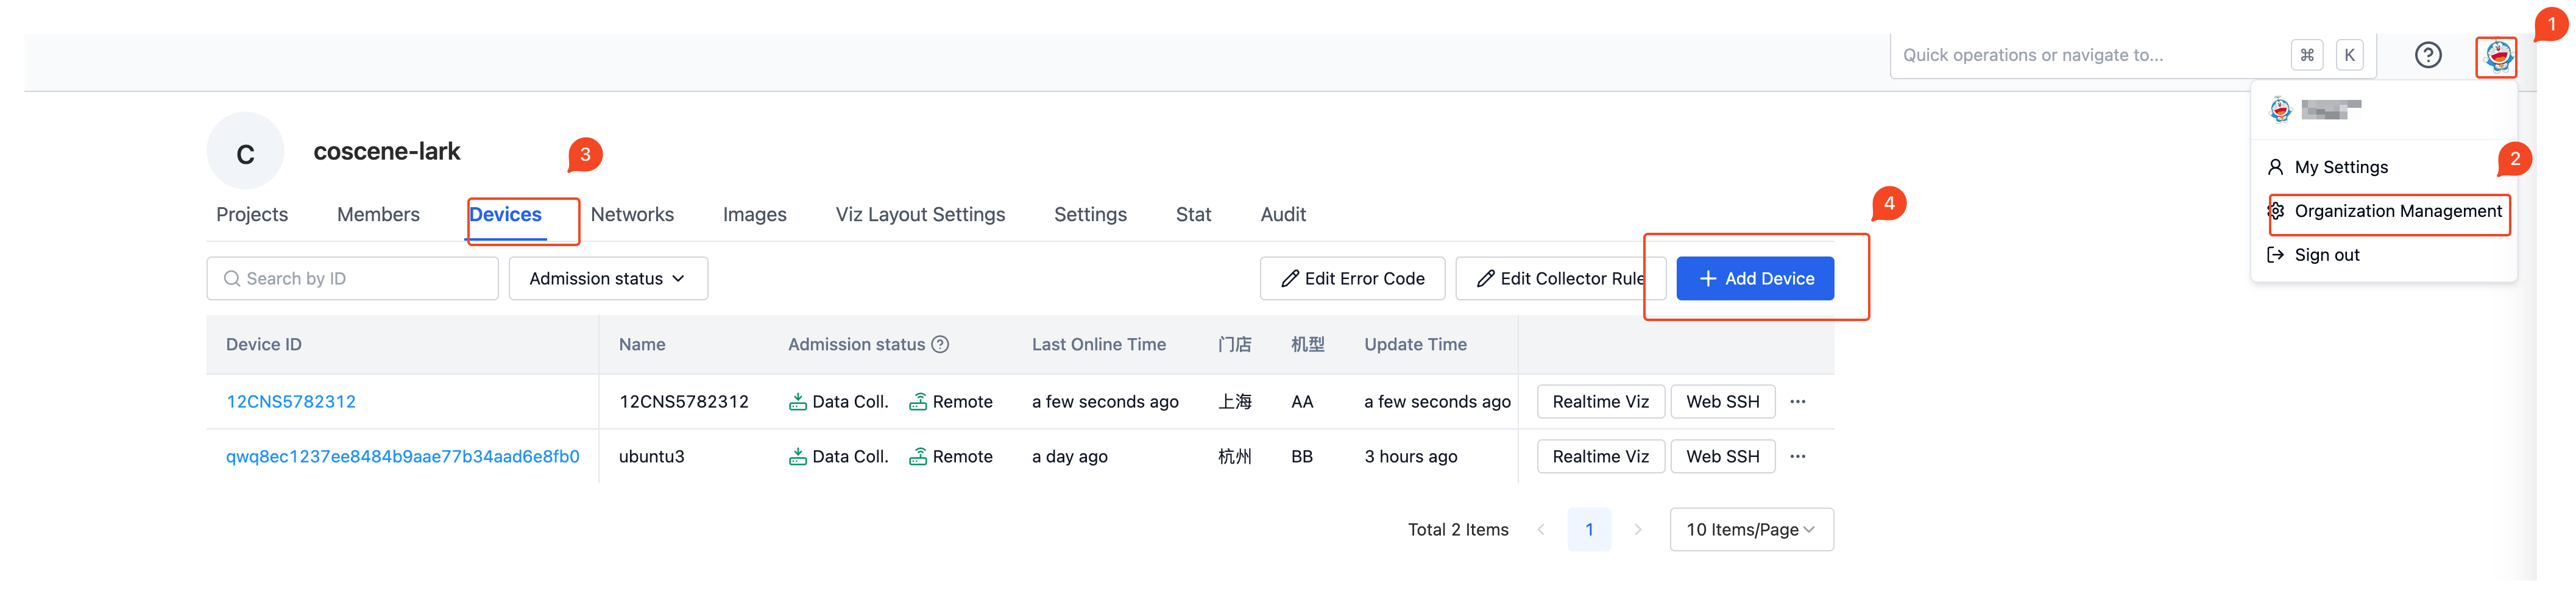 1
Quick operations or navigate to... ⌘ K
My Settings
2
Organization Management
Sign out
C coscene-lark
3
Projects Members Devices Networks Images Viz Layout Settings Settings Stat Audit
4
Search by ID Admission status Edit Error Code Edit Collector Rule + Add Device
Device ID Name Admission status Last Online Time 门店 机型 Update Time
12CNS5782312 12CNS5782312 Data Coll. Remote a few seconds ago 上海 AA a few seconds ago Realtime Viz Web SSH ...
qwq8ec1237ee8484b9aae77b34aad6e8fb0 ubuntu3 Data Coll. Remote a day ago 杭州 BB 3 hours ago Realtime Viz Web SSH ...
Total 2 Items < 1 > 10 Items/Page